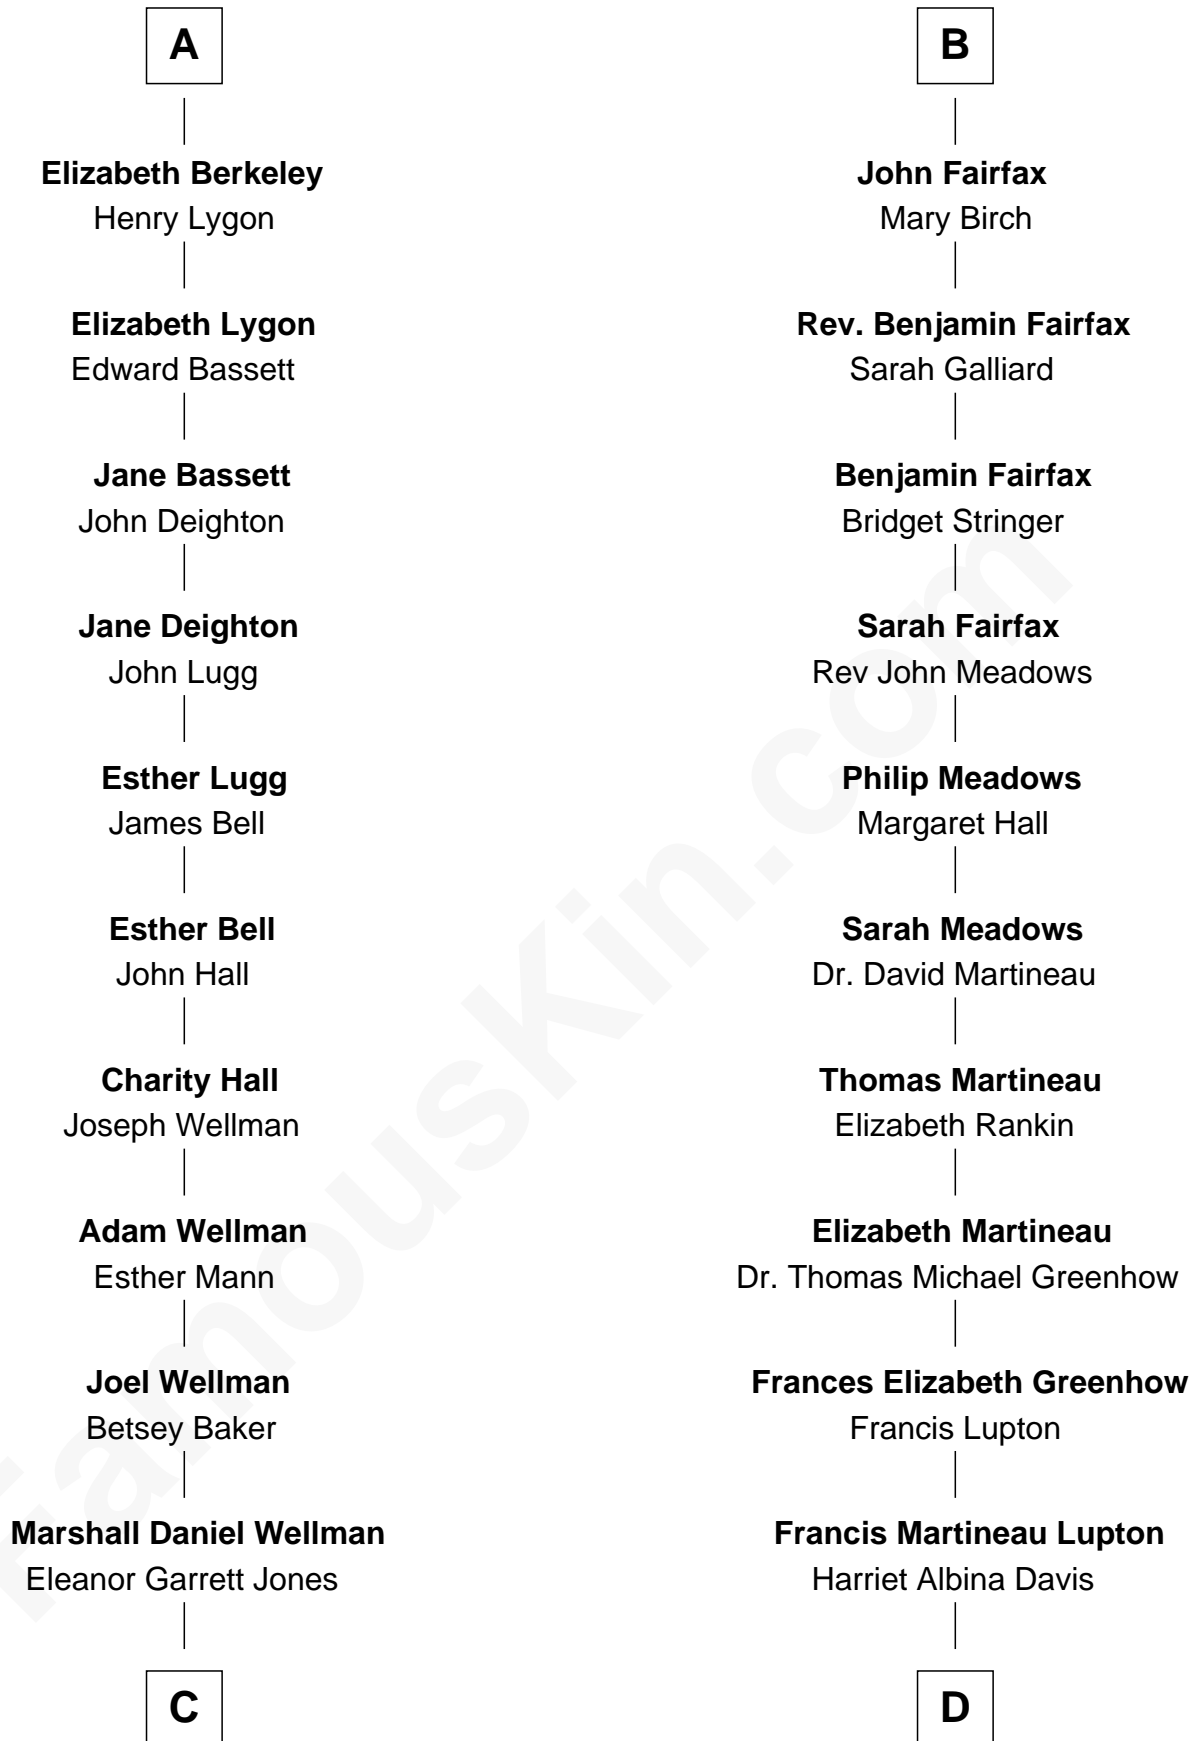 A
Elizabeth Berkeley
Henry Lygon
Elizabeth Lygon
Edward Bassett
Jane Bassett
John Deighton
Jane Deighton
John Lugg
Esther Lugg
James Bell
Esther Bell
John Hall
Charity Hall
Joseph Wellman
Adam Wellman
Esther Mann
Joel Wellman
Betsey Baker
Marshall Daniel Wellman
Eleanor Garrett Jones
C
B
John Fairfax
Mary Birch
Rev. Benjamin Fairfax
Sarah Galliard
Benjamin Fairfax
Bridget Stringer
Sarah Fairfax
Rev John Meadows
Philip Meadows
Margaret Hall
Sarah Meadows
Dr. David Martineau
Thomas Martineau
Elizabeth Rankin
Elizabeth Martineau
Dr. Thomas Michael Greenhow
Frances Elizabeth Greenhow
Francis Lupton
Francis Martineau Lupton
Harriet Albina Davis
D
FamousKin.com